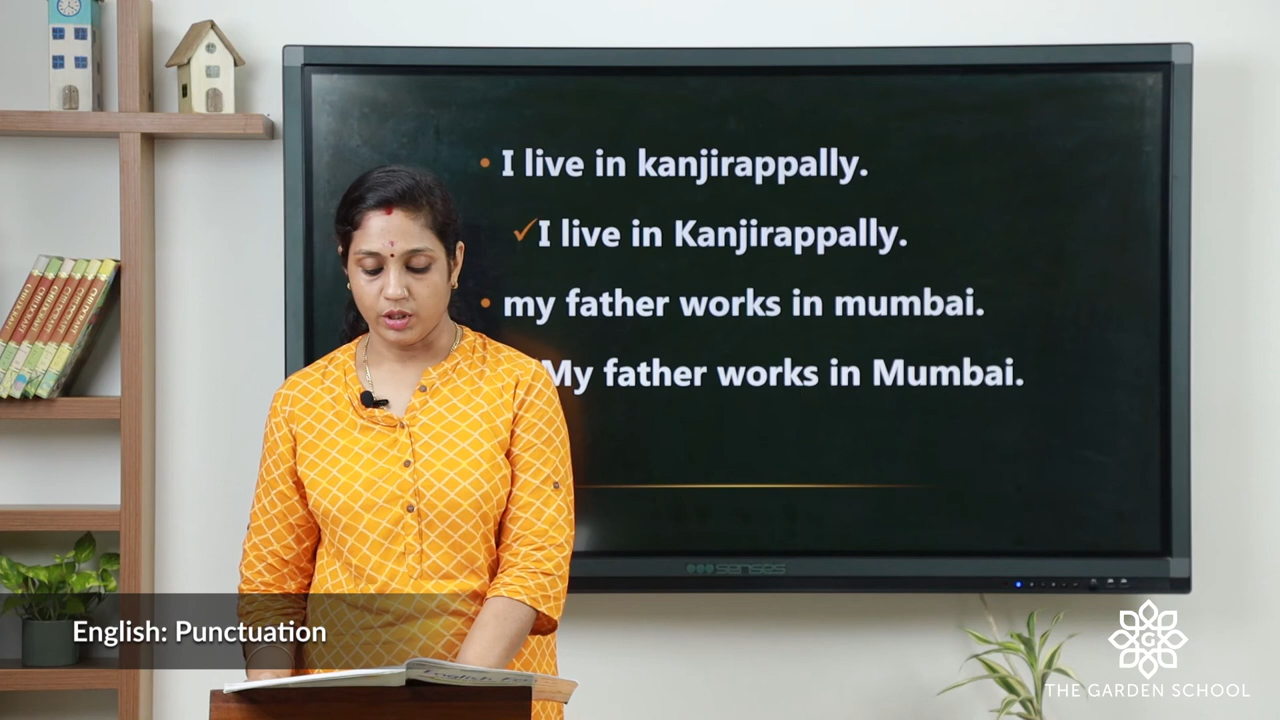 I live in kanjirappally.
I live in Kanjirappally.
my father works in mumbai.
My father works in Mumbai.
senses
English: Punctuation
G
THE GARDEN SCHOOL